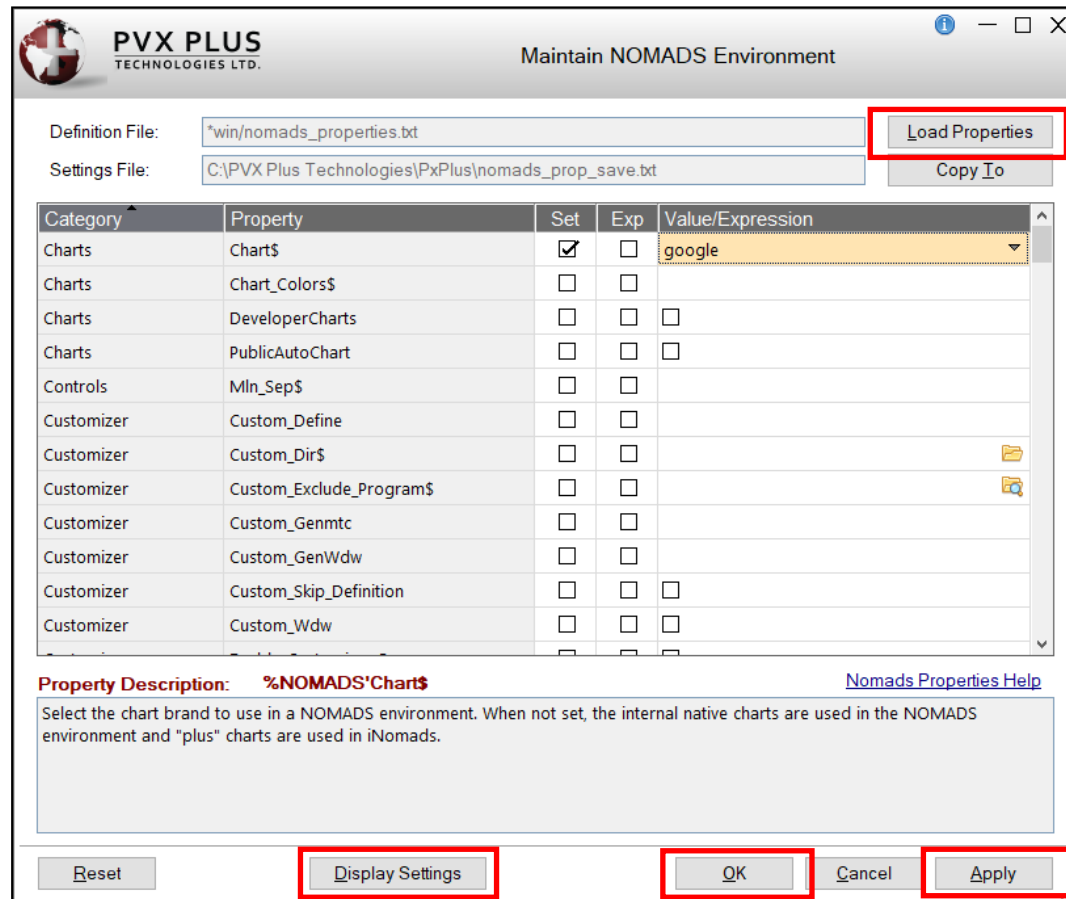 PVX PLUS
TECHNOLOGIES LTD.
Maintain NOMADS Environment
Definition File: *win/nomads_properties.txt Load Properties
Settings File: C:\PVX Plus Technologies\PxPlus\nomads_prop_save.txt Copy To
Category Property Set Exp Value/Expression
Charts Chart$ google
Charts Chart_Colors$
Charts DeveloperCharts
Charts PublicAutoChart
Controls Mln_Sep$
Customizer Custom_Define
Customizer Custom_Dir$
Customizer Custom_Exclude_Program$
Customizer Custom_Genmtc
Customizer Custom_GenWdw
Customizer Custom_Skip_Definition
Customizer Custom_Wdw
Property Description: %NOMADS'Chart$ Nomads Properties Help
Select the chart brand to use in a NOMADS environment. When not set, the internal native charts are used in the NOMADS
environment and "plus" charts are used in iNomads.
Reset Display Settings OK Cancel Apply